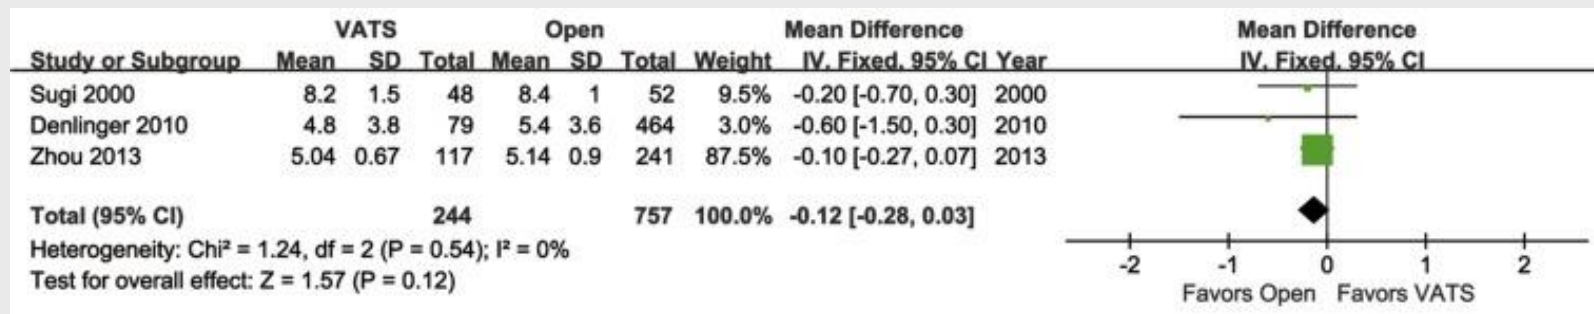 VATS Open Mean Difference Mean Difference
Study or Subgroup Mean SD Total Mean SD Total Weight IV, Fixed, 95% CI Year IV, Fixed, 95% CI
Sugi 2000 8.2 1.5 48 8.4 1 52 9.5% -0.20 [-0.70, 0.30] 2000
Denlinger 2010 4.8 3.8 79 5.4 3.6 464 3.0% -0.60 [-1.50, 0.30] 2010
Zhou 2013 5.04 0.67 117 5.14 0.9 241 87.5% -0.10 [-0.27, 0.07] 2013
Total (95% CI) 244 757 100.0% -0.12 [-0.28, 0.03]
Heterogeneity: Chi² = 1.24, df = 2 (P = 0.54); I² = 0%
Test for overall effect: Z = 1.57 (P = 0.12)
-2 -1 0 1 2
Favors Open Favors VATS